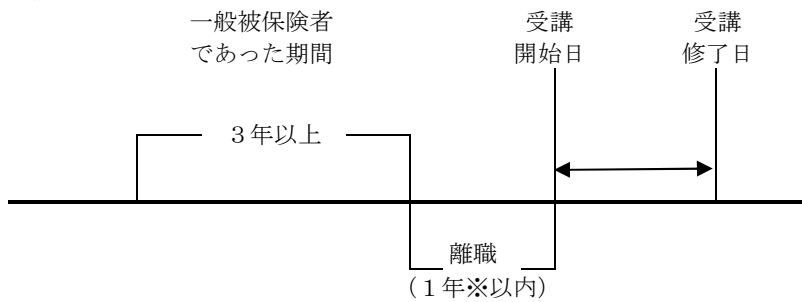 一般被保険者
であった期間
受講
開始日
受講
修了日
３年以上
離職
（１年※以内）